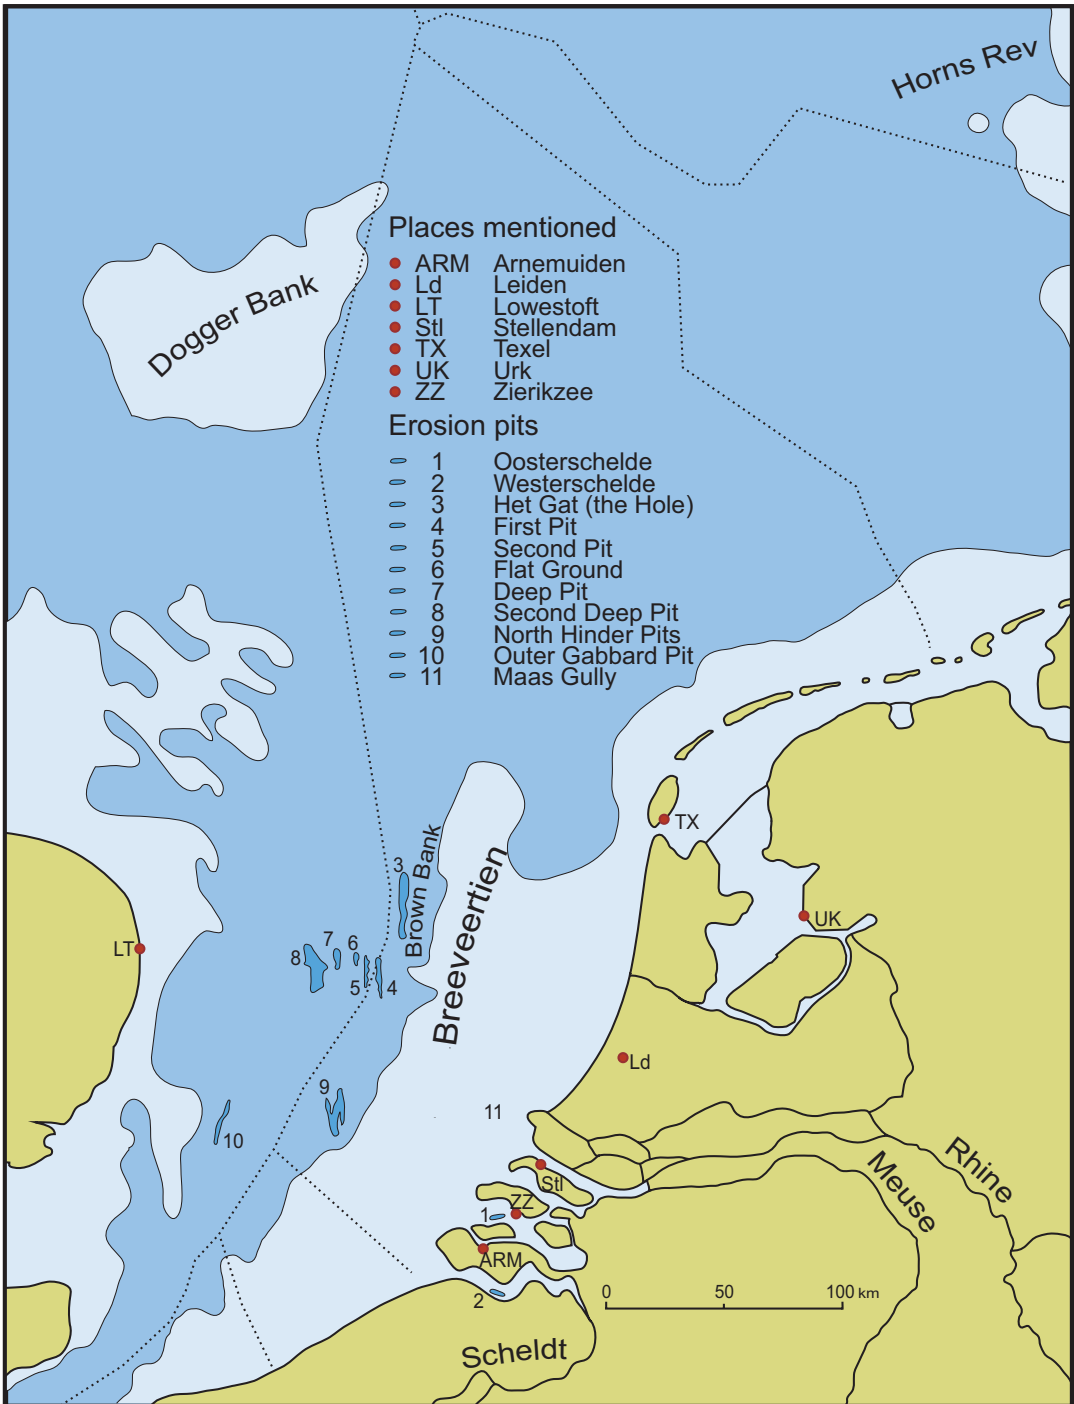 Horns Rev
Dogger Bank
Places mentioned
ARM Arnemuiden
Ld Leiden
LT Lowestoft
Stl Stellendam
TX Texel
UK Urk
ZZ Zierikzee
Erosion pits
1 Oosterschelde
2 Westerschelde
3 Het Gat (the Hole)
4 First Pit
5 Second Pit
6 Flat Ground
7 Deep Pit
8 Second Deep Pit
9 North Hinder Pits
10 Outer Gabbard Pit
11 Maas Gully
TX
3
Brown Bank
Breeveertien
UK
LT
8
7
6
5
4
Ld
9
10
11
Rhine
Meuse
Stl
ZZ
1
ARM
2
0 50 100 km
Scheldt